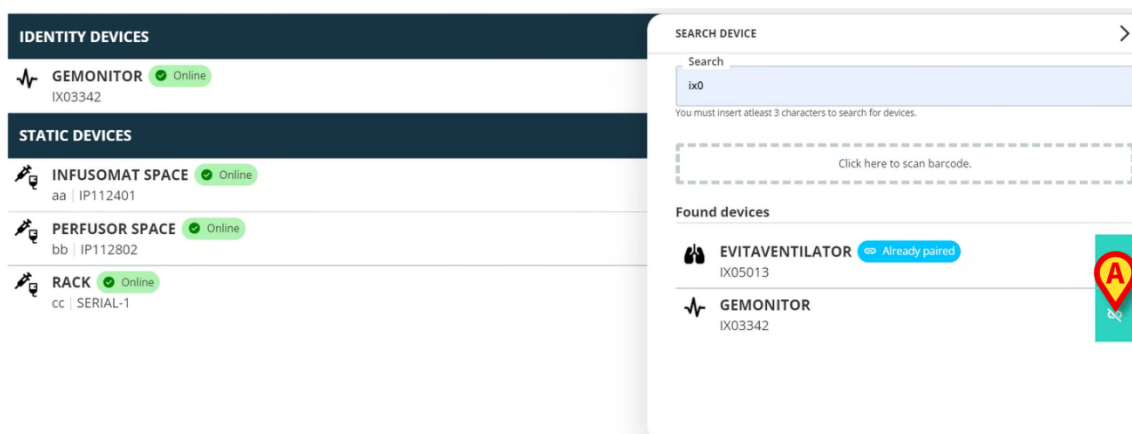 IDENTITY DEVICES
GEMONITOR Online
IX03342
STATIC DEVICES
INFUSOMAT SPACE Online
aa | IP112401
PERFUSOR SPACE Online
bb | IP112802
RACK Online
cc | SERIAL-1
SEARCH DEVICE
Search
ix0
You must insert atleast 3 characters to search for devices.
Click here to scan barcode.
Found devices
EVITAVENTILATOR Already paired
IX05013
A
GEMONITOR
IX03342